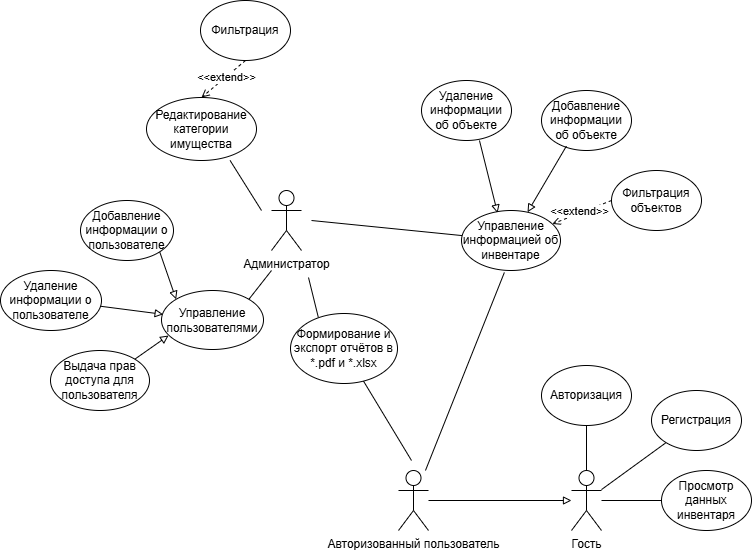 Фильтрация
<<extend>>
Редактирование
категории
имущества
Удаление
информации
об объекте
Добавление
информации
об объекте
Фильтрация
объектов
<<extend>>
Управление
информацией об
инвентаре
Администратор
Добавление
информации о
пользователе
Удаление
информации о
пользователе
Управление
пользователями
Выдача прав
доступа для
пользователя
Формирование и
экспорт отчётов в
*.pdf и *.xlsx
Авторизация
Регистрация
Просмотр
данных
инвентаря
Авторизованный пользователь
Гость